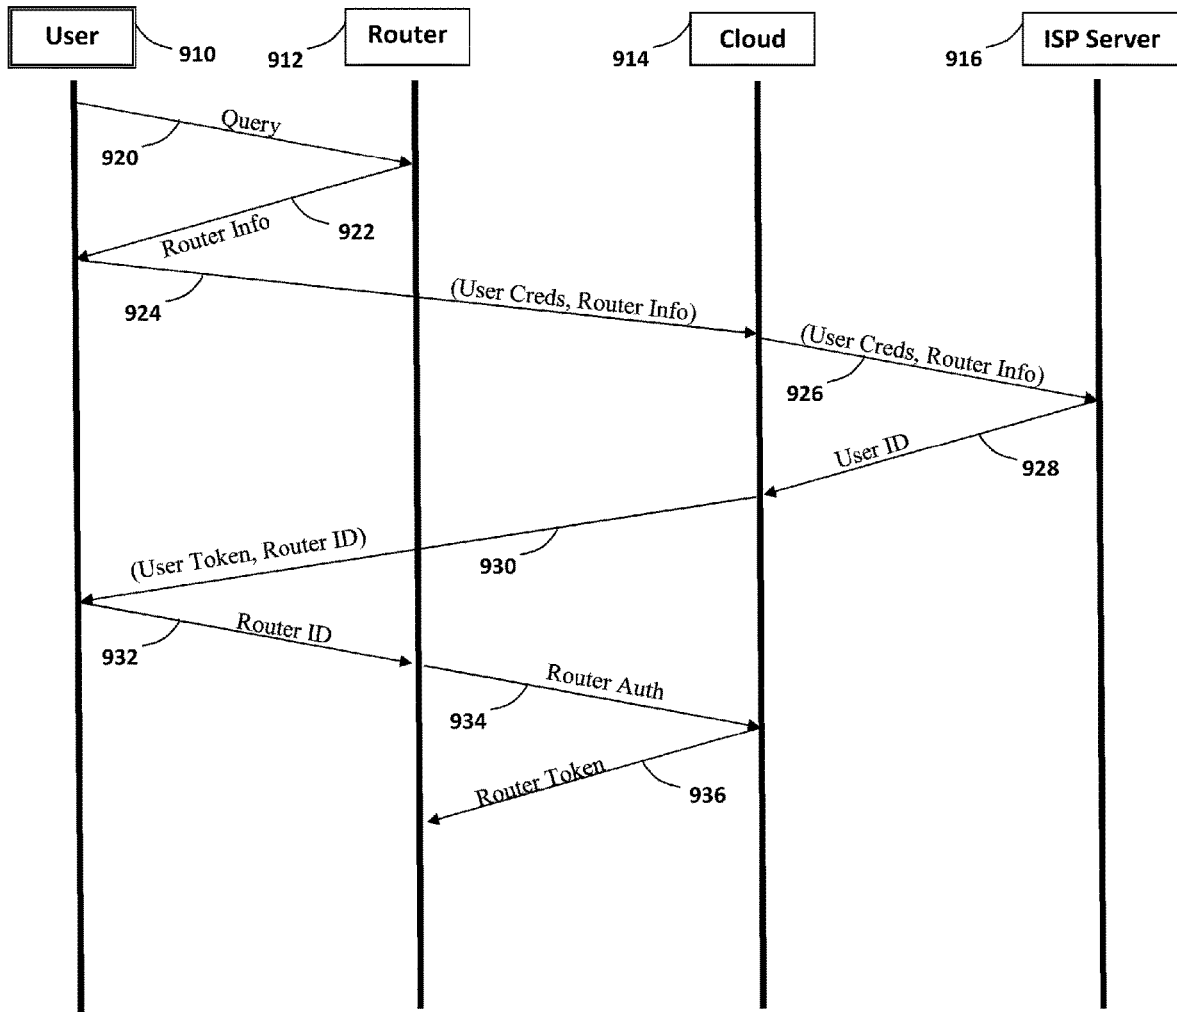 User
910
912
Router
914
Cloud
916
ISP Server
Query
920
922
Router Info
924
(User Creds, Router Info)
(User Creds, Router Info)
926
User ID
928
930
(User Token, Router ID)
Router ID
932
Router Auth
934
Router Token
936